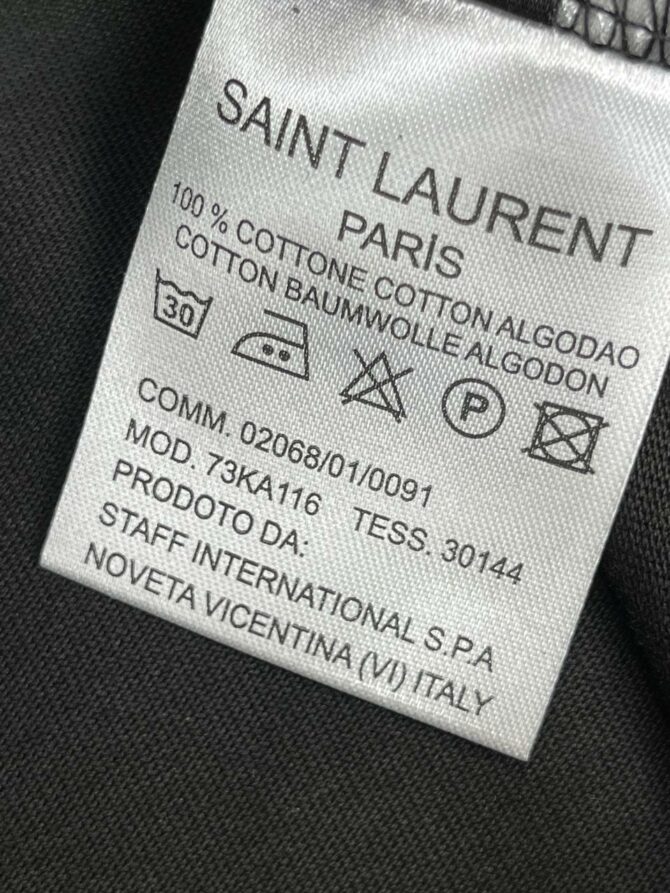 SAINT LAURENT
PARİS
100 % COTTONE COTTON ALGODAO
COTTON BAUMWOLLE ALGODON
30 P
COMM. 02068/01/0091
MOD. 73KA116 TESS. 30144
PRODOTO DA:
STAFF INTERNATIONAL S.P.A
NOVETA VICENTINA (VI) ITALY